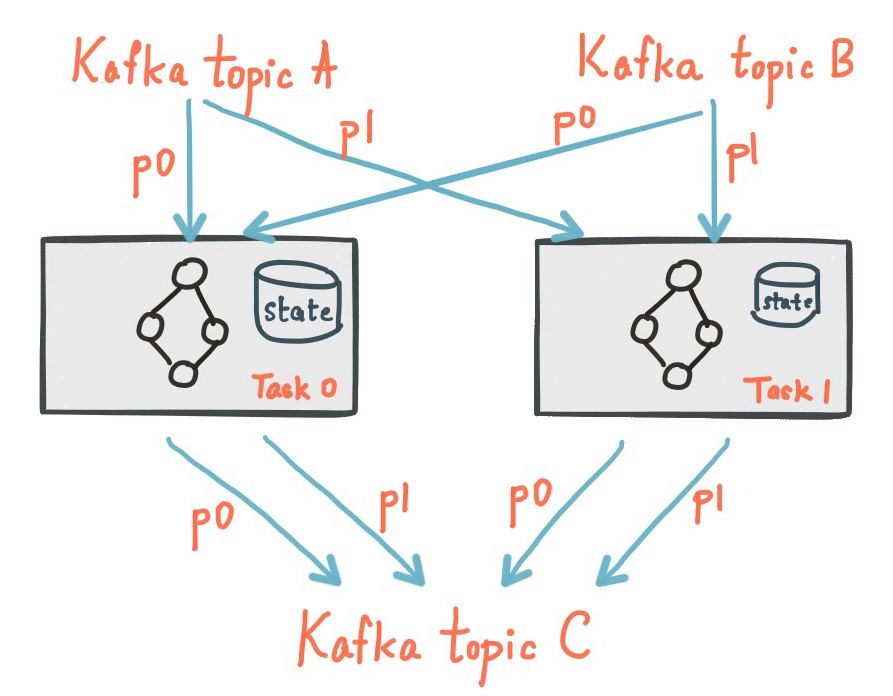 Kafka topic A
Kafka topic B
p0
p1
p0
p1
state
Task 0
state
Task 1
p0
p1
p0
p1
Kafka topic C